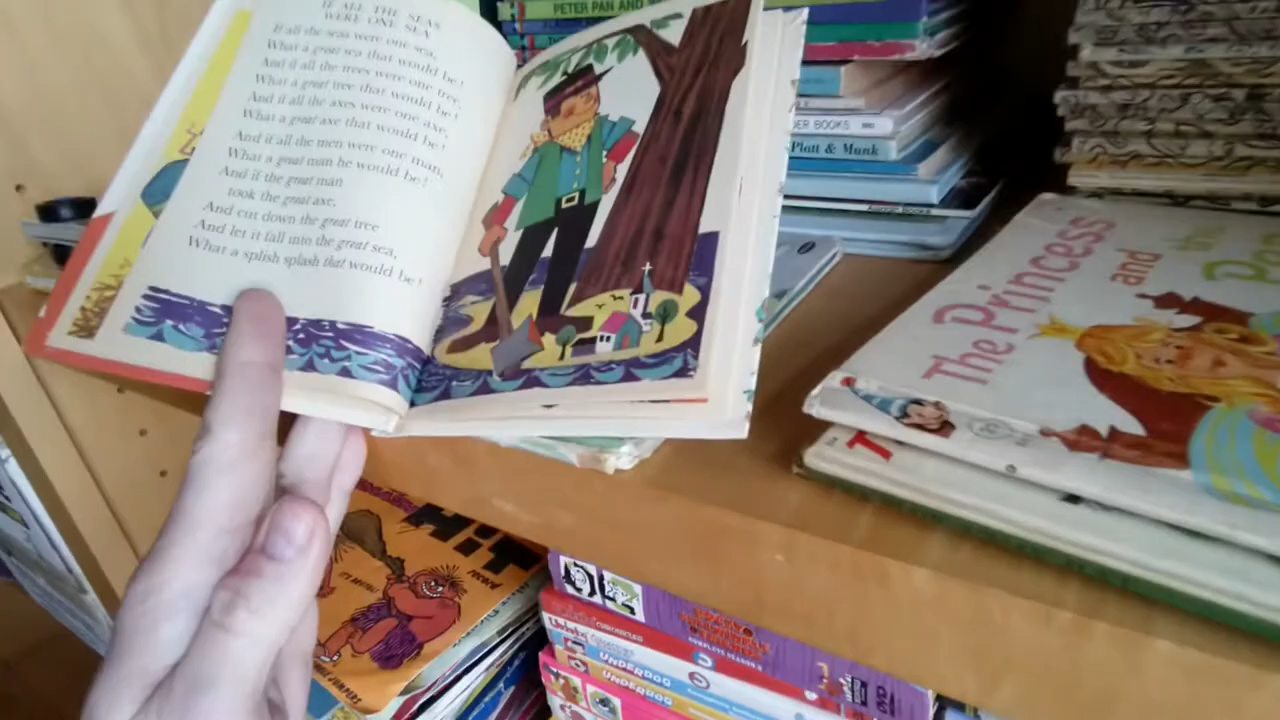 IF ALL THE SEAS
WERE ONE SEA
If all the seas were one sea,
What a great sea that would be!
And if all the trees were one tree,
What a great tree that would be!
And if all the axes were one axe,
What a great axe that would be!
And if all the men were one man,
What a great man he would be!
And if the great man
took the great axe,
And cut down the great tree
And let it fall into the great sea,
What a splish splash that would be!
PETER PAN AND
BOOKS
Platt & Munk
The Princess
and
the
T
HIT
record
UNDERDOG
UNDERDOG
DVD